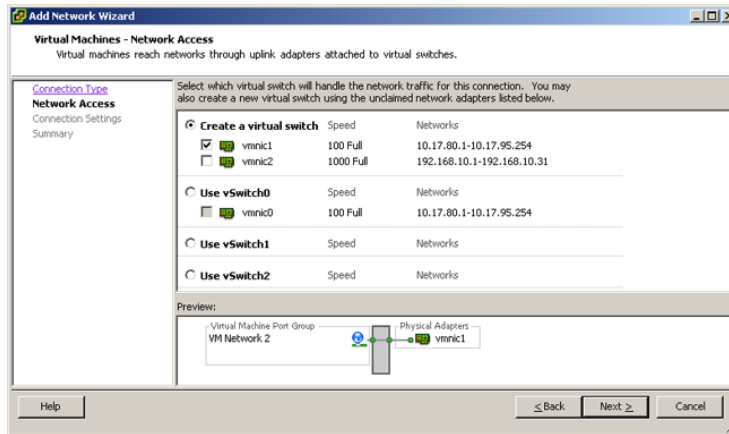 Add Network Wizard
Virtual Machines - Network Access
Virtual machines reach networks through uplink adapters attached to virtual switches.
Connection Type
Network Access
Connection Settings
Summary
Select which virtual switch will handle the network traffic for this connection. You may
also create a new virtual switch using the unclaimed network adapters listed below.
Create a virtual switch Speed Networks
vmnic1 100 Full 10.17.80.1-10.17.95.254
vmnic2 1000 Full 192.168.10.1-192.168.10.31
Use vSwitch0 Speed Networks
vmnic0 100 Full 10.17.80.1-10.17.95.254
Use vSwitch1 Speed Networks
Use vSwitch2 Speed Networks
Preview:
Virtual Machine Port Group Physical Adapters
VM Network 2 vmnic1
Help < Back Next > Cancel